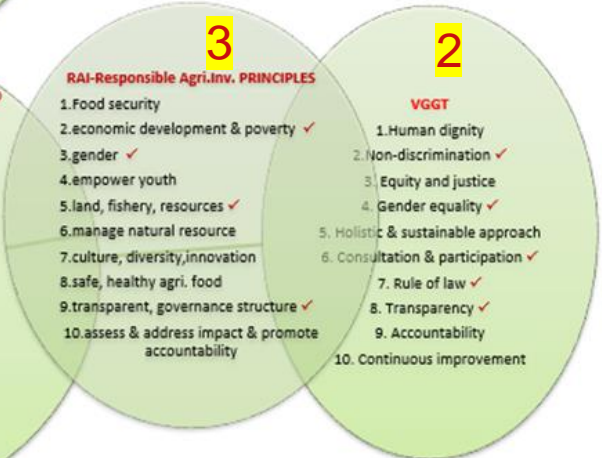 3
RAI-Responsible Agri.Inv. PRINCIPLES
1.Food security
2.economic development & poverty ✓
3.gender ✓
4.empower youth
5.land, fishery, resources ✓
6.manage natural resource
7.culture, diversity,innovation
8.safe, healthy agri. food
9.transparent, governance structure ✓
10.assess & address impact & promote
accountability
2
VGGT
1.Human dignity
2.Non-discrimination ✓
3. Equity and justice
4. Gender equality ✓
5. Holistic & sustainable approach
6. Consultation & participation ✓
7. Rule of law ✓
8. Transparency ✓
9. Accountability
10. Continuous improvement